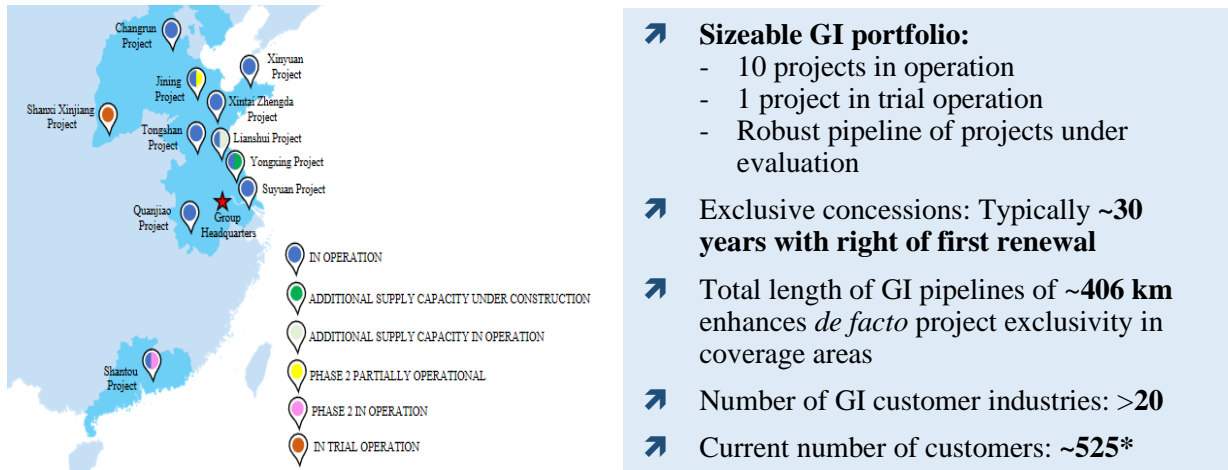 Changrun
Project
Xinyuan
Project
Jining
Project
Shanxi Xinjiang
Project
Xintai Zhengda
Project
Tongshan
Project
Lianshui Project
Yongxing Project
Suyuan Project
Quanjiao
Project
Group
Headquarters
IN OPERATION
ADDITIONAL SUPPLY CAPACITY UNDER CONSTRUCTION
ADDITIONAL SUPPLY CAPACITY IN OPERATION
PHASE 2 PARTIALLY OPERATIONAL
PHASE 2 IN OPERATION
IN TRIAL OPERATION
Shantou
Project
Sizeable GI portfolio:
- 10 projects in operation
- 1 project in trial operation
- Robust pipeline of projects under
evaluation
Exclusive concessions: Typically ~30
years with right of first renewal
Total length of GI pipelines of ~406 km
enhances de facto project exclusivity in
coverage areas
Number of GI customer industries: >20
Current number of customers: ~525*